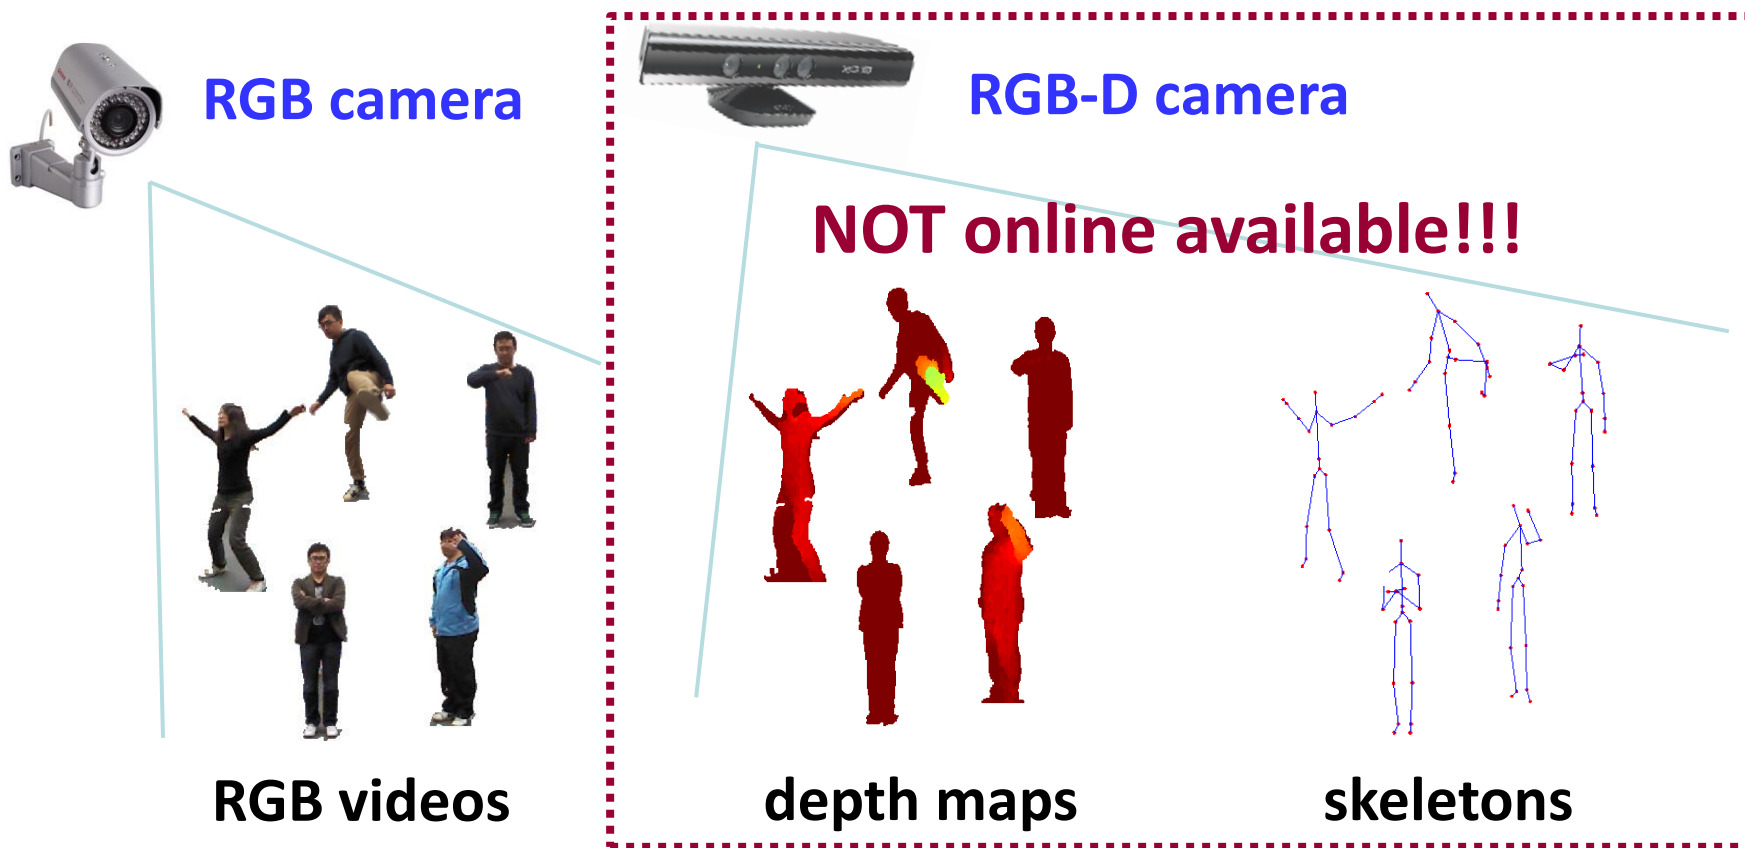 RGB camera
RGB-D camera
NOT online available!!!
RGB videos
depth maps
skeletons